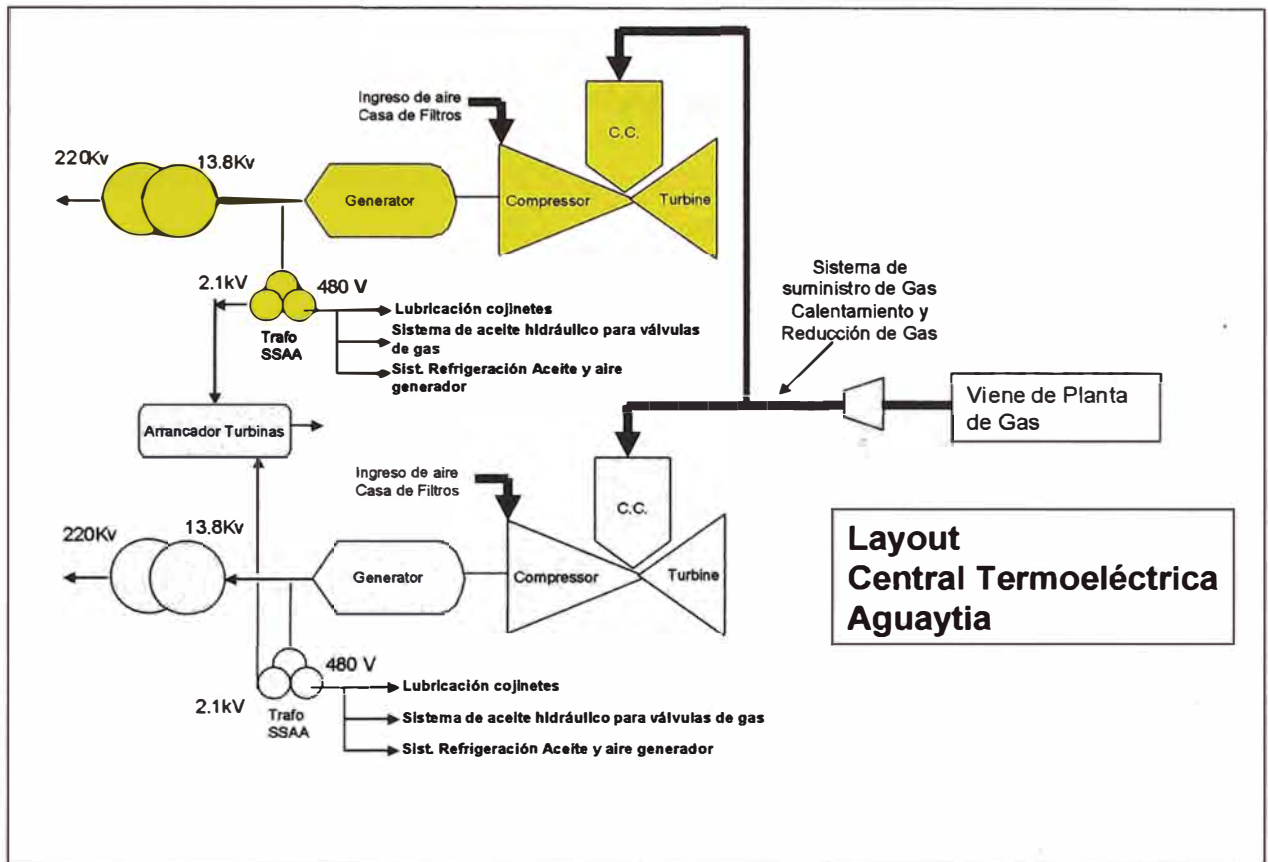 Ingreso de aire
Casa de Filtros
C.C.
220Kv
13.8Kv
Generator
Compressor
Turbine
2.1kV
480 V
Trafo
SSAA
Lubricación cojinetes
Sistema de aceite hidráulico para válvulas
de gas
Sist. Refrigeración Aceite y aire
generador
Sistema de
suministro de Gas
Calentamiento y
Reducción de Gas
Viene de Planta
de Gas
Arrancador Turbinas
Ingreso de aire
Casa de Filtros
C.C.
220Kv
13.8Kv
Generator
Compressor
Turbine
Layout
Central Termoeléctrica
Aguaytia
480 V
2.1kV
Trafo
SSAA
Lubricación cojinetes
Sistema de aceite hidráulico para válvulas de gas
Sist. Refrigeración Aceite y aire generador